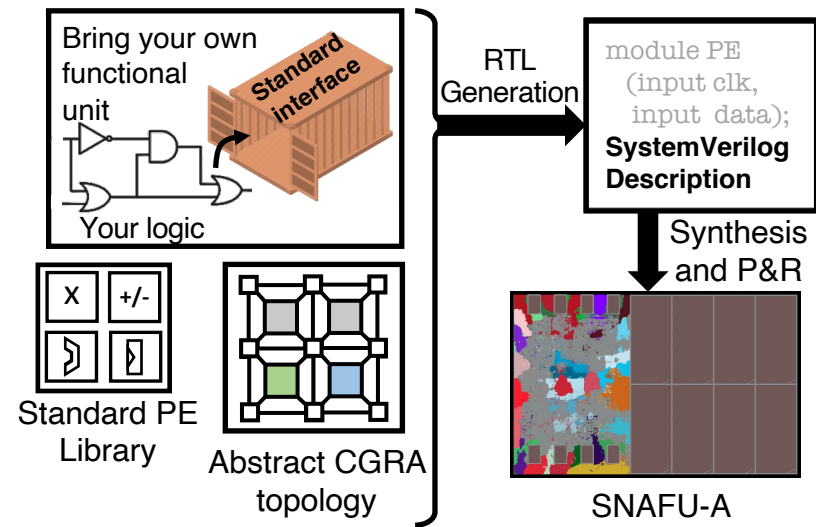 Bring your own
functional
unit
Standard
interface
Your logic
X
+/-
Standard PE
Library
Abstract CGRA
topology
RTL
Generation
module PE
(input clk,
input data);
SystemVerilog
Description
Synthesis
and P&R
SNAFU-A